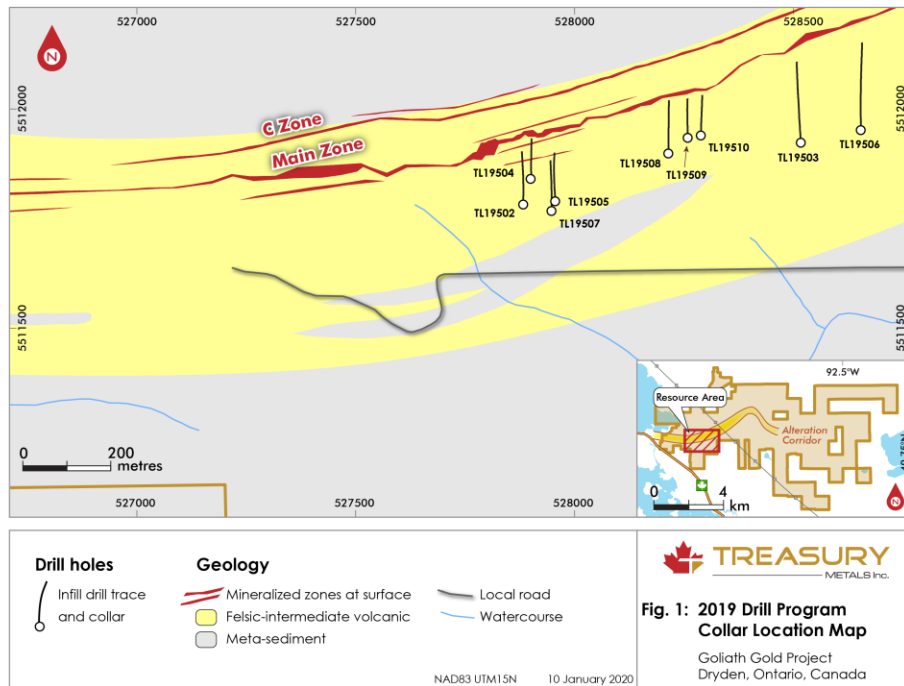 527000
527500
528000
528500
N
5512000
5512000
C Zone
Main Zone
TL19504
TL19502
TL19505
TL19507
TL19508
TL19509
TL19510
TL19503
TL19506
5511500
5511500
0 200
metres
527000
527500
528000
92.5°W
Resource Area
Alteration
Corridor
49.75°N
0 4
km
N
Drill holes
Infill drill trace
and collar
Geology
Mineralized zones at surface
Felsic-intermediate volcanic
Meta-sediment
Local road
Watercourse
NAD83 UTM15N 10 January 2020
TREASURY
METALS Inc.
Fig. 1: 2019 Drill Program
Collar Location Map
Goliath Gold Project
Dryden, Ontario, Canada